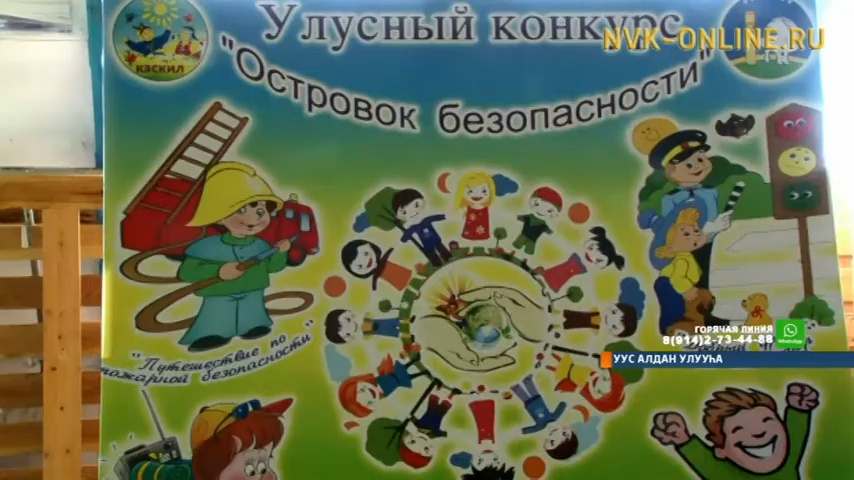 Улусный конкурс
"Островок безопасности"
NVK-ONLINE.RU
кэскил
"Путешествие по
пожарной безопасности"
ГОРЯЧАЯ ЛИНИЯ
8(914)2-73-44-88
WhatsApp
УУС АЛДАН УЛУУҺА